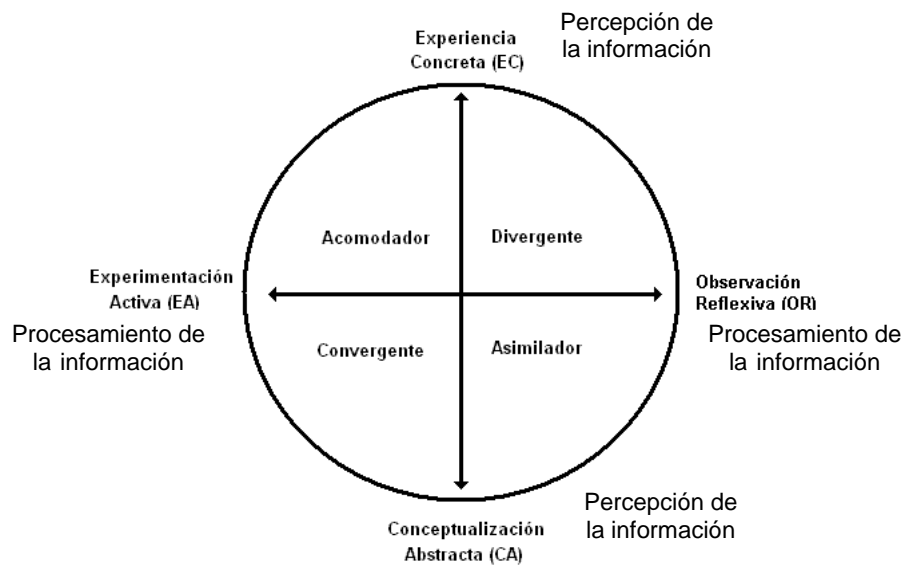 Percepción de
la información
Experiencia
Concreta (EC)
Acomodador
Divergente
Experimentación
Activa (EA)
Observación
Reflexiva (OR)
Procesamiento de
la información
Procesamiento de
la información
Convergente
Asimilador
Percepción de
la información
Conceptualización
Abstracta (CA)